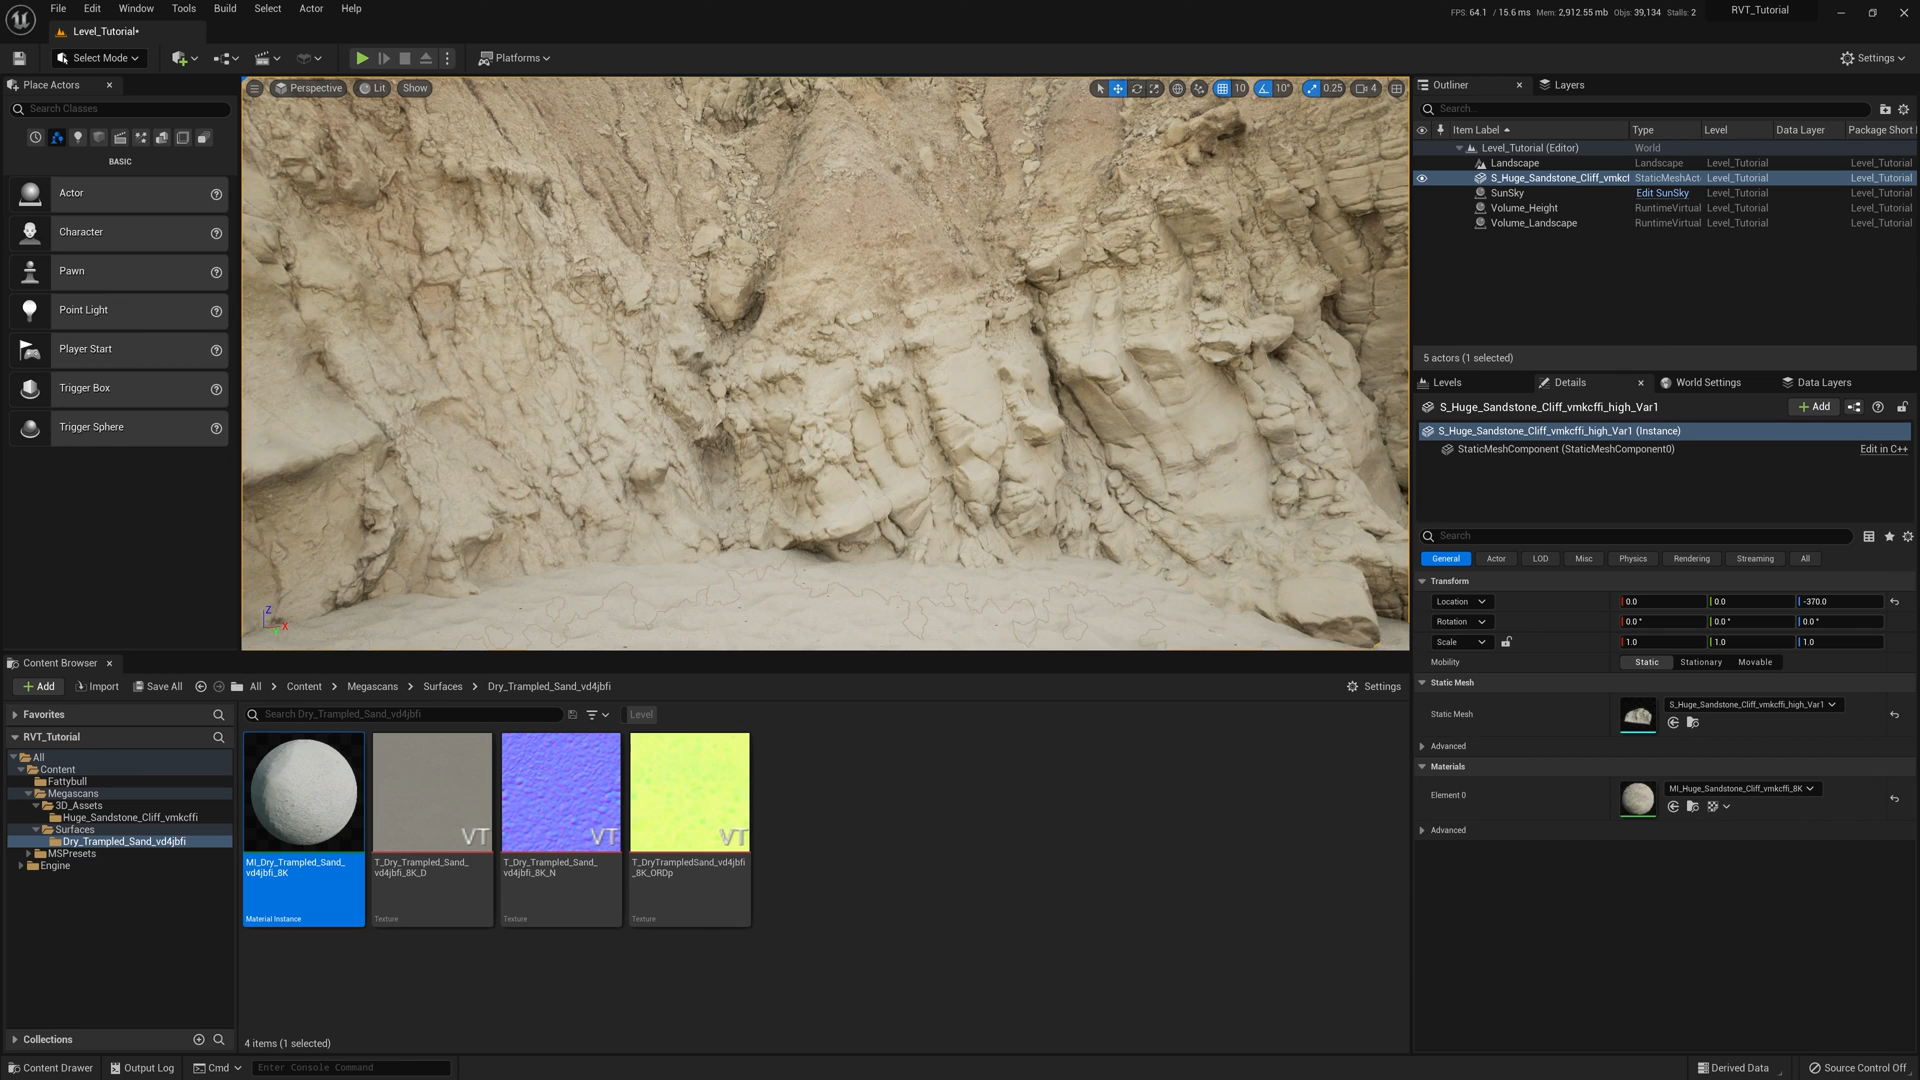 File Edit Window Tools Build Select Actor Help
FPS: 64.1 / 15.6 ms Mem: 2,912.55 mb Objs: 39,134 Stalls: 2
RVT_Tutorial
Level_Tutorial*
Select Mode
Platforms
Settings
Place Actors
Search Classes
BASIC
Actor
Character
Pawn
Point Light
Player Start
Trigger Box
Trigger Sphere
Perspective Lit Show
10 10° 0.25 4
Z
X
Y
Outliner Layers
Search...
Item Label Type Level Data Layer Package Short
Level_Tutorial (Editor) World
Landscape Landscape Level_Tutorial Level_Tutorial
S_Huge_Sandstone_Cliff_vmkcf StaticMeshAct Level_Tutorial Level_Tutorial
SunSky Edit SunSky Level_Tutorial Level_Tutorial
Volume_Height RuntimeVirtual Level_Tutorial Level_Tutorial
Volume_Landscape RuntimeVirtual Level_Tutorial Level_Tutorial
5 actors (1 selected)
Levels Details World Settings Data Layers
S_Huge_Sandstone_Cliff_vmkcffi_high_Var1
Add
S_Huge_Sandstone_Cliff_vmkcffi_high_Var1 (Instance)
StaticMeshComponent (StaticMeshComponent0) Edit in C++
Search
General Actor LOD Misc Physics Rendering Streaming All
Transform
Location 0.0 0.0 -370.0
Rotation 0.0° 0.0° 0.0°
Scale 1.0 1.0 1.0
Mobility Static Stationary Movable
Static Mesh
Static Mesh S_Huge_Sandstone_Cliff_vmkcffi_high_Var1
Advanced
Materials
Element 0 MI_Huge_Sandstone_Cliff_vmkcffi_8K
Advanced
Content Browser
Add Import Save All All Content Megascans Surfaces Dry_Trampled_Sand_vd4jbfi
Settings
Favorites
Search Dry_Trampled_Sand_vd4jbfi
Level
RVT_Tutorial
All
Content
Fattybull
Megascans
3D_Assets
Huge_Sandstone_Cliff_vmkcffi
Surfaces
Dry_Trampled_Sand_vd4jbfi
MSPresets
Engine
VT VT VT
MI_Dry_Trampled_Sand_
vd4jbfi_8K
Material Instance
T_Dry_Trampled_Sand_
vd4jbfi_8K_D
Texture
T_Dry_Trampled_Sand_
vd4jbfi_8K_N
Texture
T_DryTrampledSand_vd4jbfi
_8K_ORDp
Texture
Collections
4 items (1 selected)
Content Drawer Output Log Cmd Enter Console Command
Derived Data Source Control Off